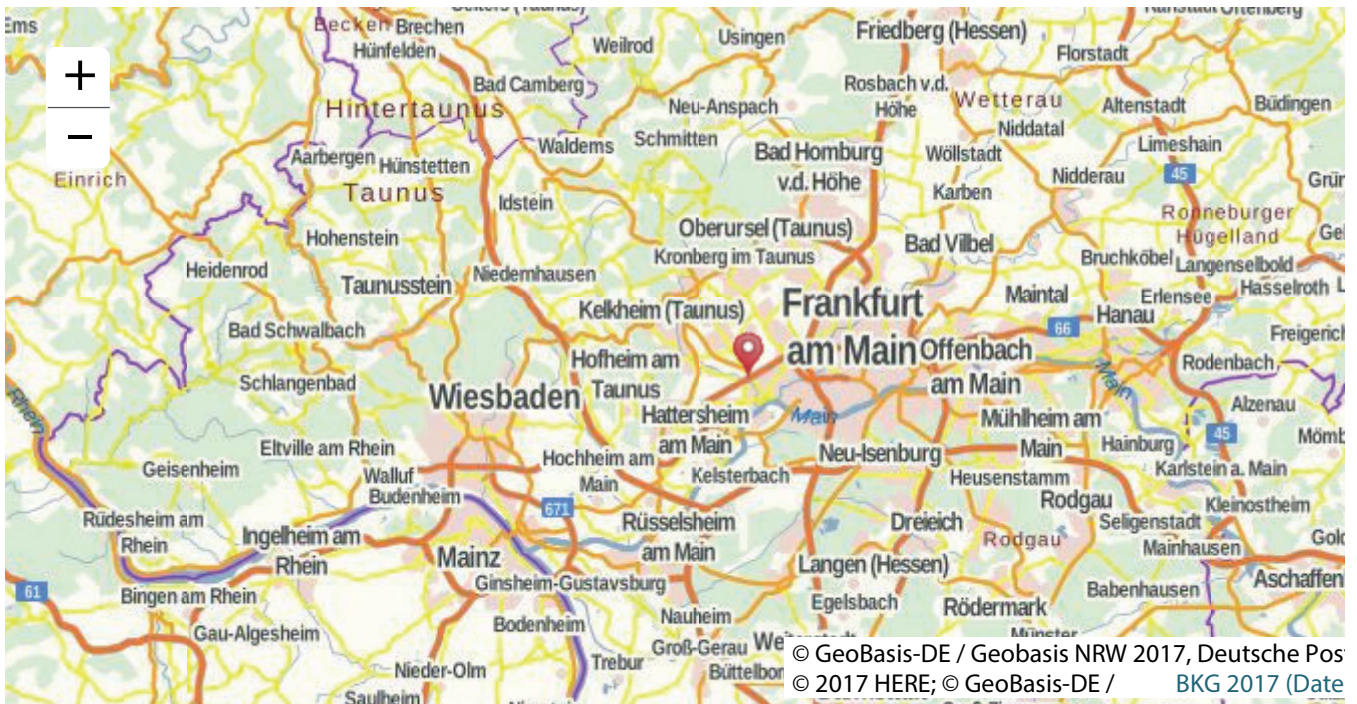 Ems
Becken
Brechen
Hünfelden
Weilrod
Usingen
Friedberg (Hessen)
Florstadt
+
Bad Camberg
Rosbach v.d.
Höhe
Neu-Anspach
Wetterau
Altenstadt
Büdingen
Hintertaunus
−
Niddatal
Waldems
Schmitten
Bad Homburg
v.d. Höhe
Wöllstadt
Limeshain
Aarbergen
Hünstetten
Nidderau
45
Einrich
Taunus
Idstein
Karben
Ronneburger
Hügelland
Oberursel (Taunus)
Hohenstein
Bad Vilbel
Kronberg im Taunus
Bruchköbel
Langenselbold
Heidenrod
Niedernhausen
Taunusstein
Maintal
Erlensee
Hasselroth
Kelkheim (Taunus)
Frankfurt
am Main
Hanau
66
Bad Schwalbach
Freigerich
Hofheim am
Taunus
Offenbach
am Main
Rodenbach
Schlangenbad
Wiesbaden
Main
Rhein
Hattersheim
am Main
Main
Mühlheim am
Main
Alzenau
45
Hainburg
Eltville am Rhein
Geisenheim
Hochheim am
Main
Neu-Isenburg
Kelsterbach
Karlstein a. Main
Walluf
Heusenstamm
Budenheim
Rodgau
Kleinostheim
671
Rüdesheim am
Rhein
Ingelheim am
Rhein
Rüsselsheim
am Main
Dreieich
Seligenstadt
Rodgau
Mainhausen
Mainz
Langen (Hessen)
Ginsheim-Gustavsburg
61
Bingen am Rhein
Babenhausen
Egelsbach
Rödermark
Nauheim
Gau-Algesheim
Bodenheim
Münster
Groß-Gerau
Trebur
Nieder-Olm
Saulheim
© GeoBasis-DE / Geobasis NRW 2017, Deutsche Pos
© 2017 HERE; © GeoBasis-DE / BKG 2017 (Date